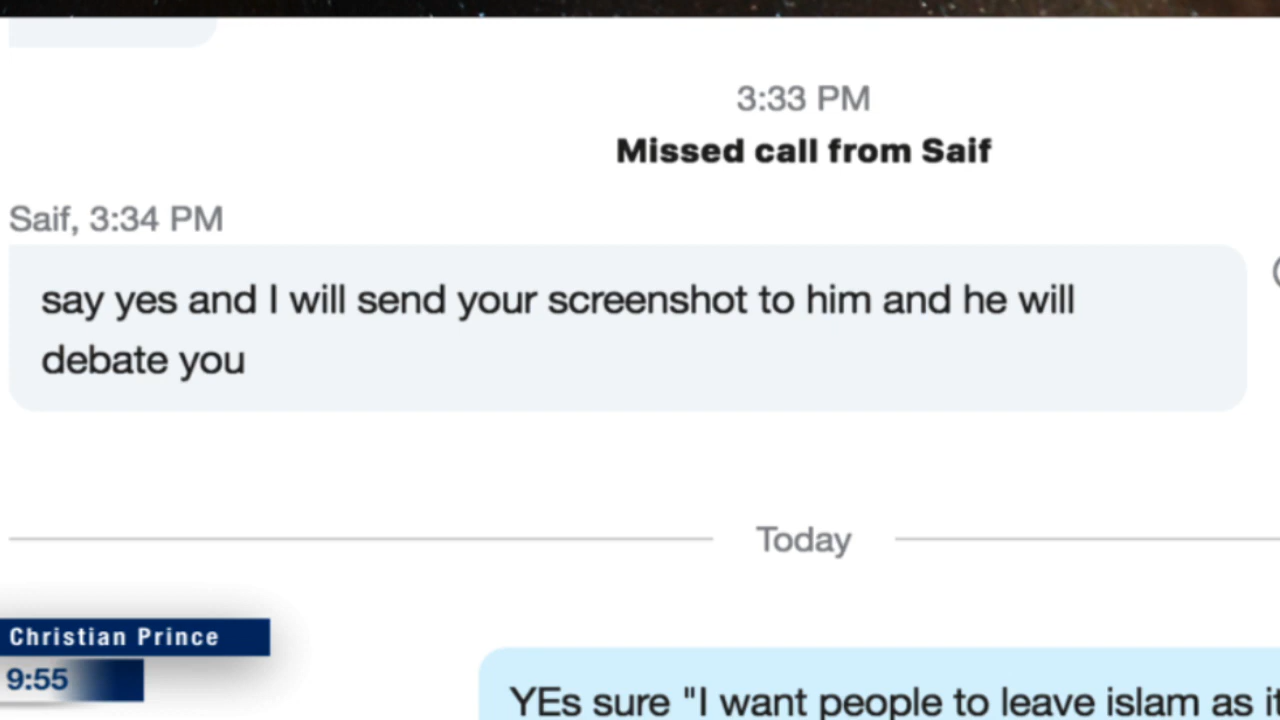 3:33 PM
Missed call from Saif
Saif, 3:34 PM
say yes and I will send your screenshot to him and he will
debate you
Today
Christian Prince
9:55
YEs sure "I want people to leave islam as it